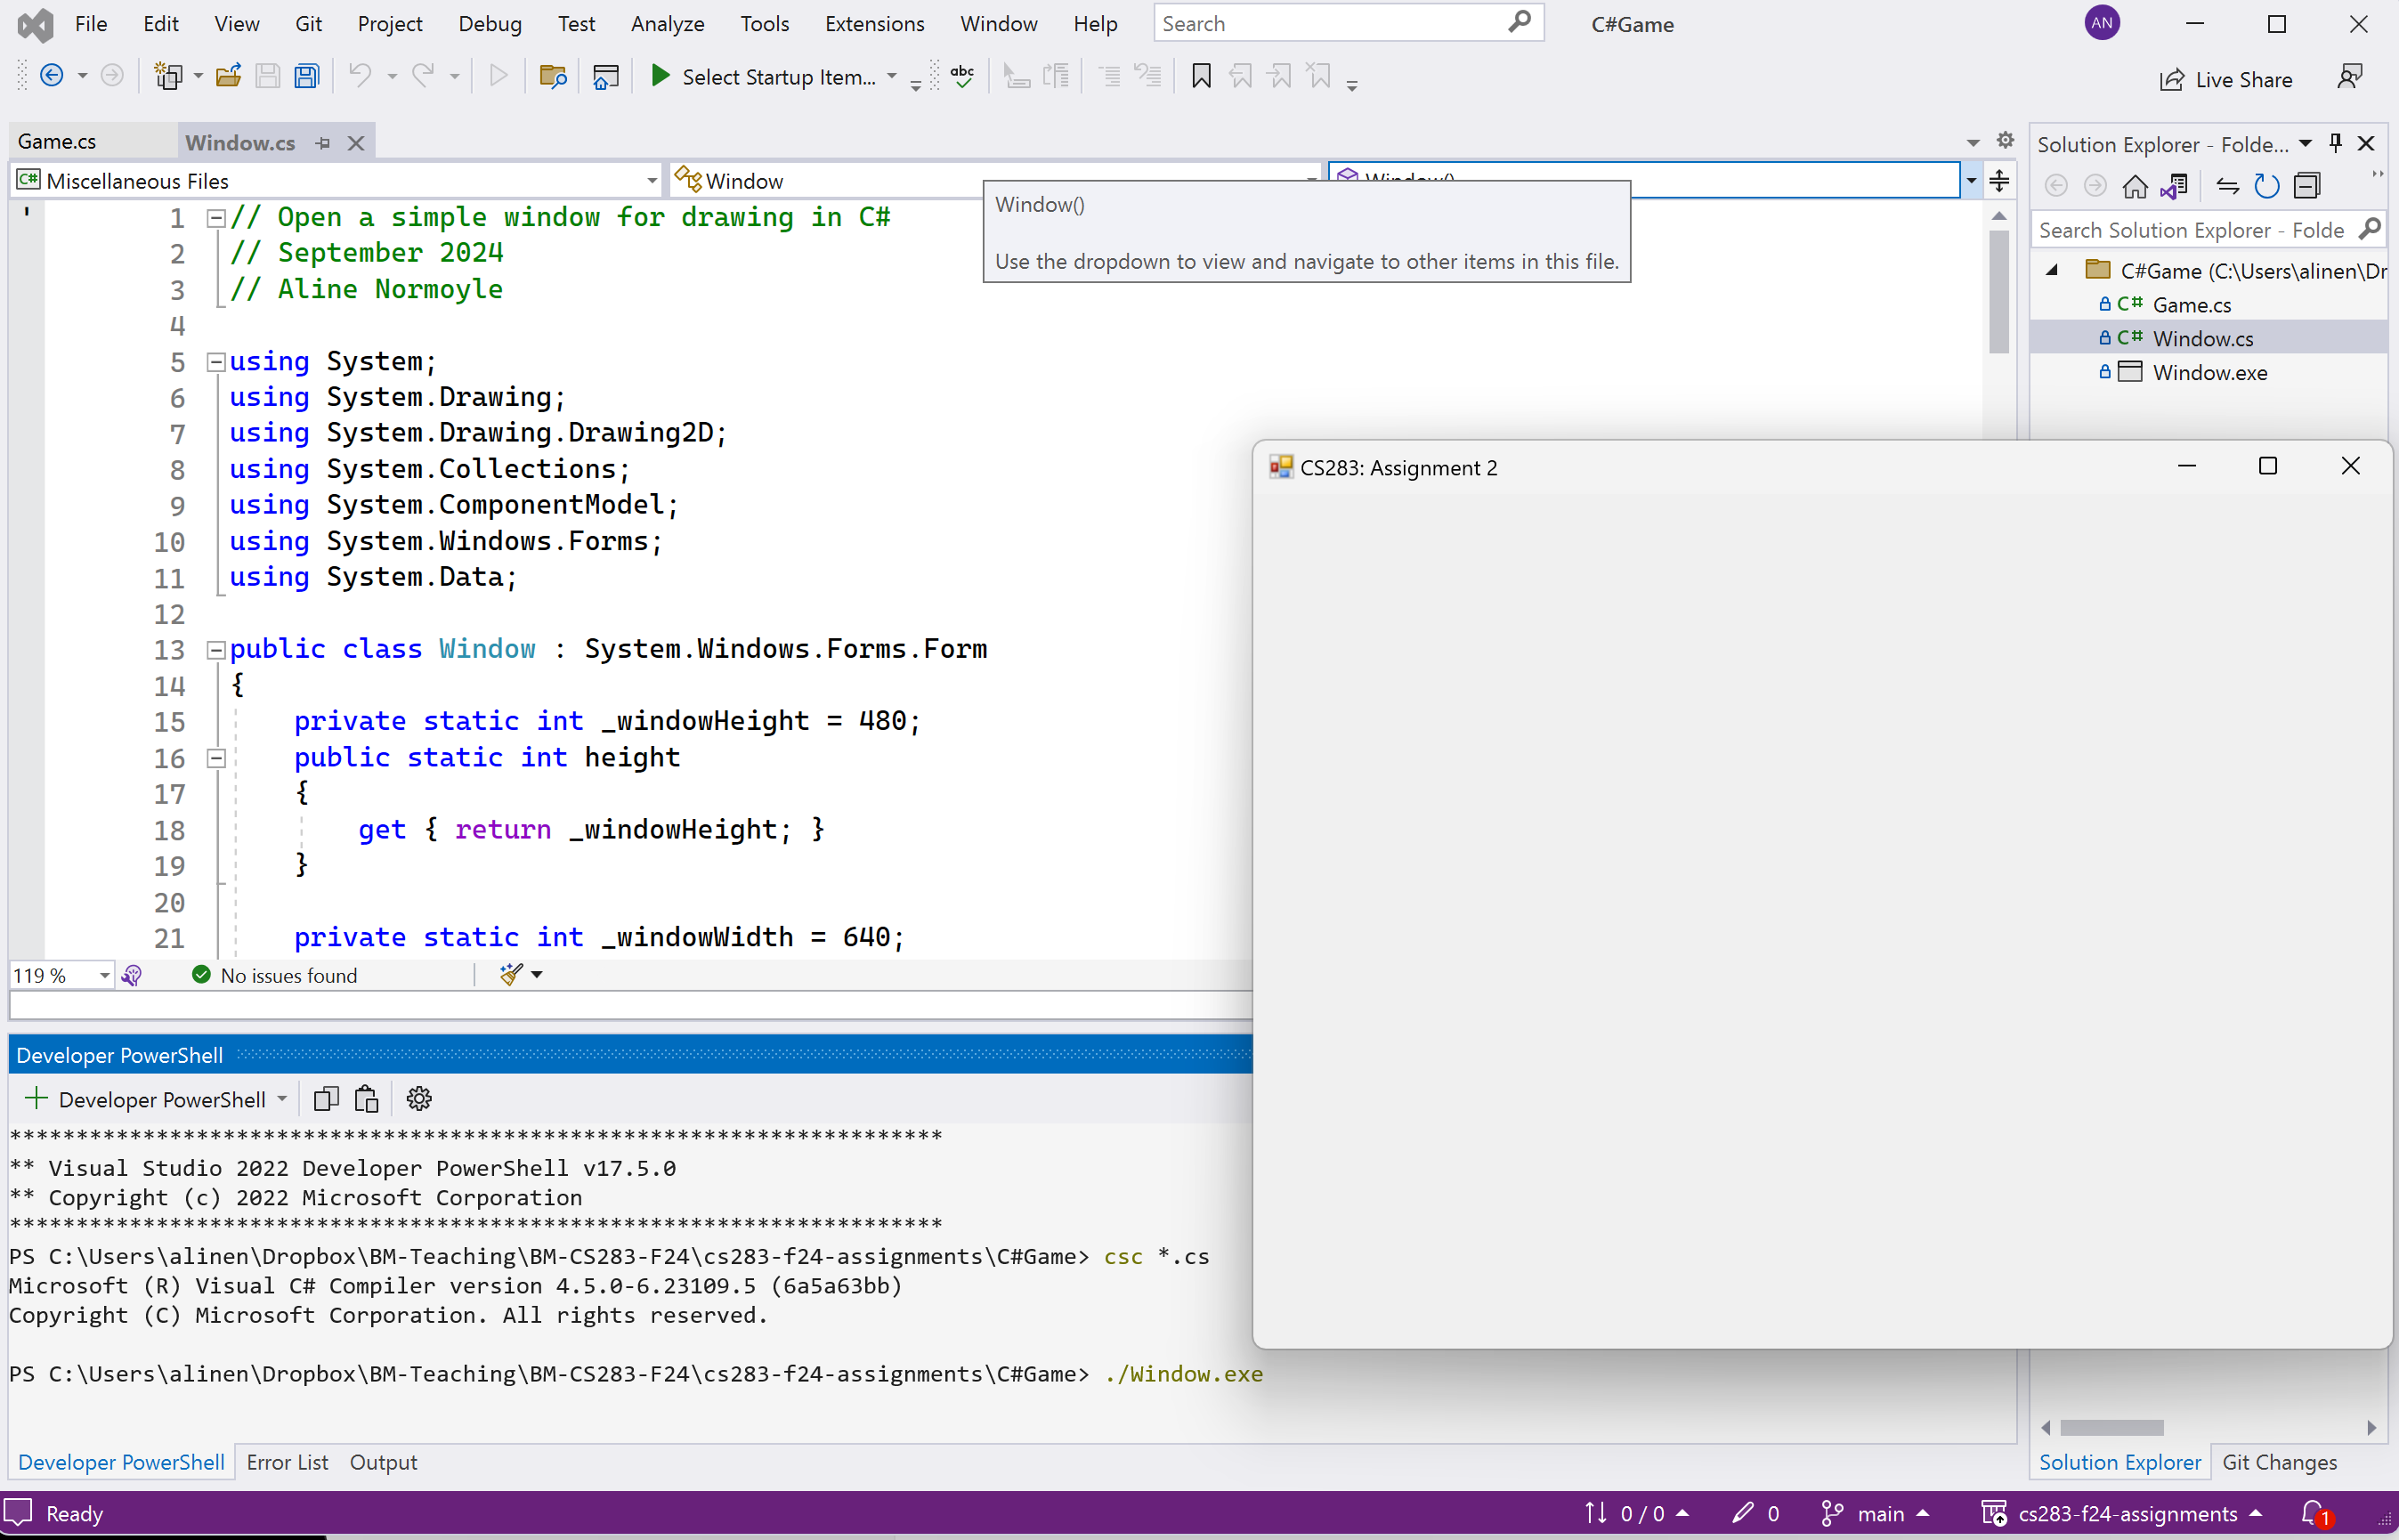 File Edit View Git Project Debug Test Analyze Tools Extensions Window Help Search C#Game AN
Select Startup Item... abc Live Share
Game.cs Window.cs
Miscellaneous Files Window Window()
Window()
Use the dropdown to view and navigate to other items in this file.
1 // Open a simple window for drawing in C#
2 // September 2024
3 // Aline Normoyle
4
5 using System;
6 using System.Drawing;
7 using System.Drawing.Drawing2D;
8 using System.Collections;
9 using System.ComponentModel;
10 using System.Windows.Forms;
11 using System.Data;
12
13 public class Window : System.Windows.Forms.Form
14 {
15 private static int _windowHeight = 480;
16 public static int height
17 {
18 get { return _windowHeight; }
19 }
20
21 private static int _windowWidth = 640;
119 % No issues found
Solution Explorer - Folde...
Search Solution Explorer - Folde
C#Game (C:\Users\alinen\Dr
C# Game.cs
C# Window.cs
Window.exe
CS283: Assignment 2
Developer PowerShell
Developer PowerShell
**********************************************************************
** Visual Studio 2022 Developer PowerShell v17.5.0
** Copyright (c) 2022 Microsoft Corporation
**********************************************************************
PS C:\Users\alinen\Dropbox\BM-Teaching\BM-CS283-F24\cs283-f24-assignments\C#Game> csc *.cs
Microsoft (R) Visual C# Compiler version 4.5.0-6.23109.5 (6a5a63bb)
Copyright (C) Microsoft Corporation. All rights reserved.
PS C:\Users\alinen\Dropbox\BM-Teaching\BM-CS283-F24\cs283-f24-assignments\C#Game> ./Window.exe
Developer PowerShell Error List Output
Solution Explorer Git Changes
Ready 0 / 0 0 main cs283-f24-assignments 1